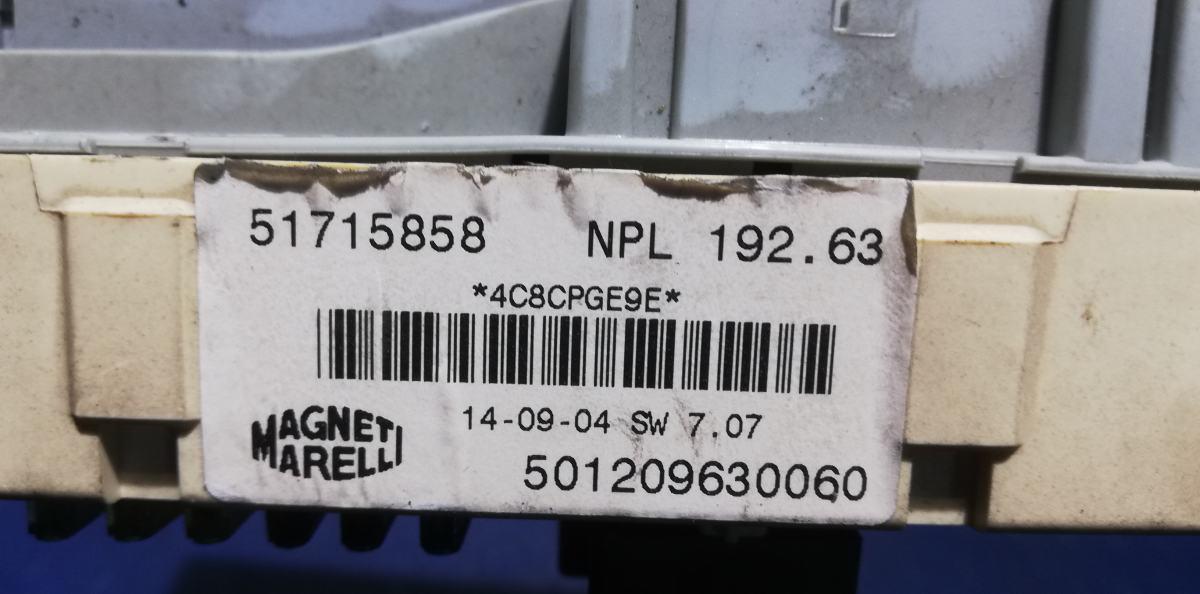 51715858 NPL 192.63
*4C8CPGE9E*
14-09-04 SW 7.07
MAGNETI
MARELLI
501209630060